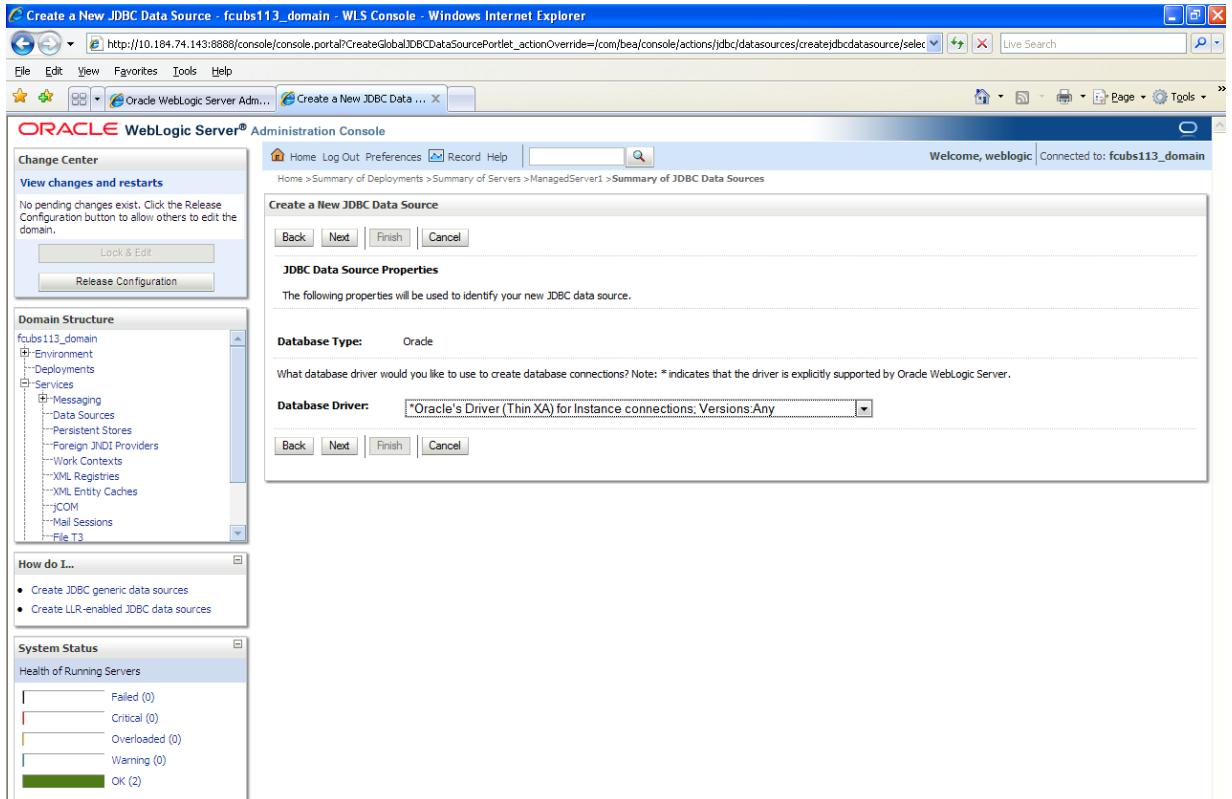 Create a New JDBC Data Source - fcubs113_domain - WLS Console - Windows Internet Explorer
http://10.184.74.143:8888/console/console.portal?CreateGlobalJDBCDataSourcePortlet_actionOverride=/com/bea/console/actions/jdbc/datasources/createjdbcdatasource/selec
Live Search
File Edit View Favorites Tools Help
Oracle WebLogic Server Adm...
Create a New JDBC Data ... X
Page
Tools
»
ORACLE WebLogic Server® Administration Console
Change Center
View changes and restarts
No pending changes exist. Click the Release
Configuration button to allow others to edit the
domain.
Lock & Edit
Release Configuration
Domain Structure
fcubs113_domain
Environment
Deployments
Services
Messaging
Data Sources
Persistent Stores
Foreign JNDI Providers
Work Contexts
XML Registries
XML Entity Caches
jCOM
Mail Sessions
File T3
How do I...
Create JDBC generic data sources
Create LLR-enabled JDBC data sources
System Status
Health of Running Servers
Failed (0)
Critical (0)
Overloaded (0)
Warning (0)
OK (2)
Home Log Out Preferences Record Help
Welcome, weblogic Connected to: fcubs113_domain
Home >Summary of Deployments >Summary of Servers >ManagedServer1 >Summary of JDBC Data Sources
Create a New JDBC Data Source
Back Next Finish Cancel
JDBC Data Source Properties
The following properties will be used to identify your new JDBC data source.
Database Type: Oracle
What database driver would you like to use to create database connections? Note: * indicates that the driver is explicitly supported by Oracle WebLogic Server.
Database Driver: *Oracle's Driver (Thin XA) for Instance connections; Versions:Any
Back Next Finish Cancel